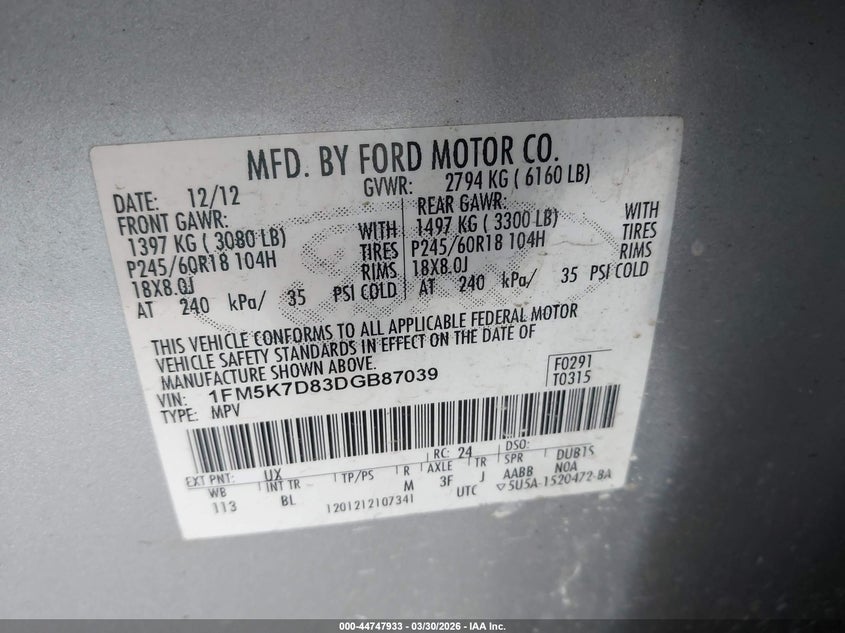 MFD. BY FORD MOTOR CO.
DATE: 12/12 GVWR: 2794 KG ( 6160 LB)
FRONT GAWR: REAR GAWR:
1397 KG ( 3080 LB) WITH 1497 KG ( 3300 LB) WITH
P245/60R18 104H TIRES P245/60R18 104H TIRES
18X8.0J RIMS 18X8.0J RIMS
AT 240 kPa/ 35 PSI COLD AT 240 kPa/ 35 PSI COLD
THIS VEHICLE CONFORMS TO ALL APPLICABLE FEDERAL MOTOR
VEHICLE SAFETY STANDARDS IN EFFECT ON THE DATE OF
MANUFACTURE SHOWN ABOVE.
VIN: 1FM5K7D83DGB87039 F0291
TYPE: MPV T0315
EXT PNT: UX RC: 24 DSO:
WB INT TR TP/PS R AXLE TR SPR DUB1S
113 BL M 3F J AABB NOA
1201212107341 UTC ▽5U5A-1520472-BA
000-44747933 — 03/30/2026 — IAA Inc.